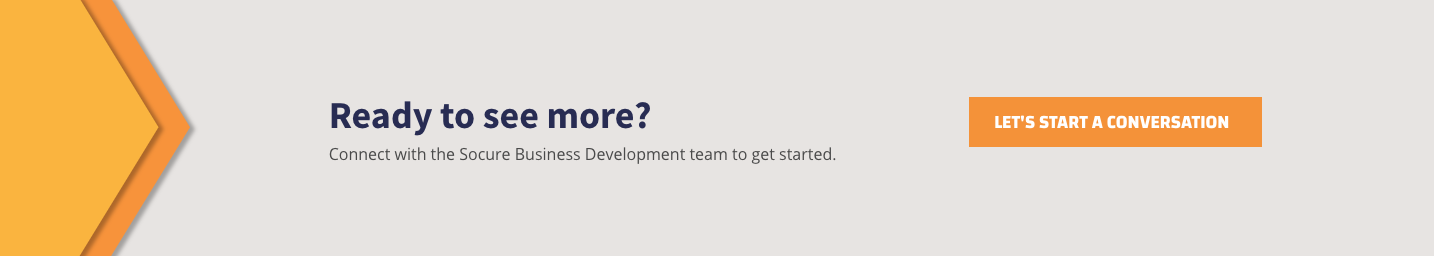 Ready to see more?
Connect with the Socure Business Development team to get started.
LET'S START A CONVERSATION